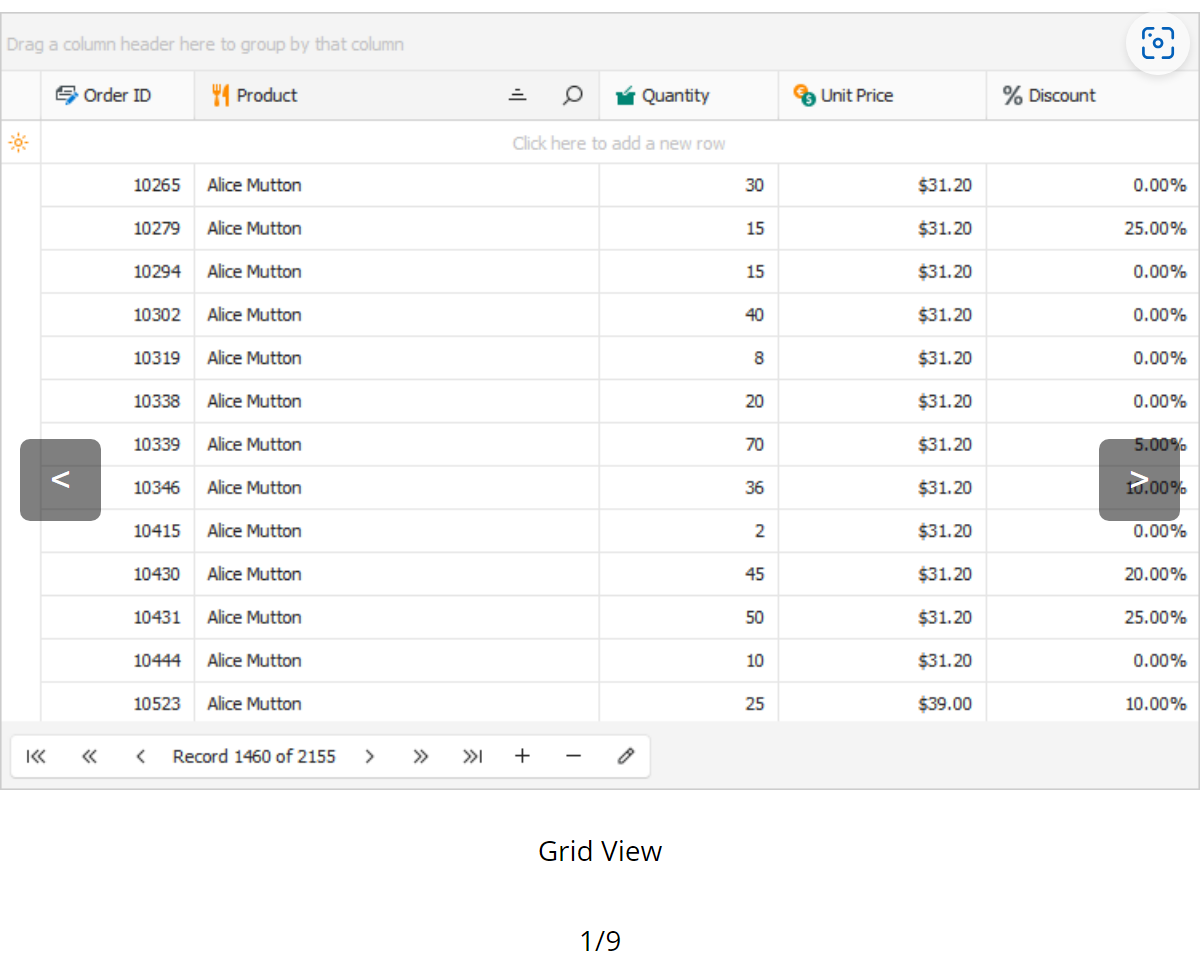 Drag a column header here to group by that column
Order ID Product Quantity Unit Price % Discount
Click here to add a new row
10265 Alice Mutton 30 $31.20 0.00%
10279 Alice Mutton 15 $31.20 25.00%
10294 Alice Mutton 15 $31.20 0.00%
10302 Alice Mutton 40 $31.20 0.00%
10319 Alice Mutton 8 $31.20 0.00%
10338 Alice Mutton 20 $31.20 0.00%
10339 Alice Mutton 70 $31.20 5.00%
10346 Alice Mutton 36 $31.20 10.00%
10415 Alice Mutton 2 $31.20 0.00%
10430 Alice Mutton 45 $31.20 20.00%
10431 Alice Mutton 50 $31.20 25.00%
10444 Alice Mutton 10 $31.20 0.00%
10523 Alice Mutton 25 $39.00 10.00%
Record 1460 of 2155
Grid View
1/9